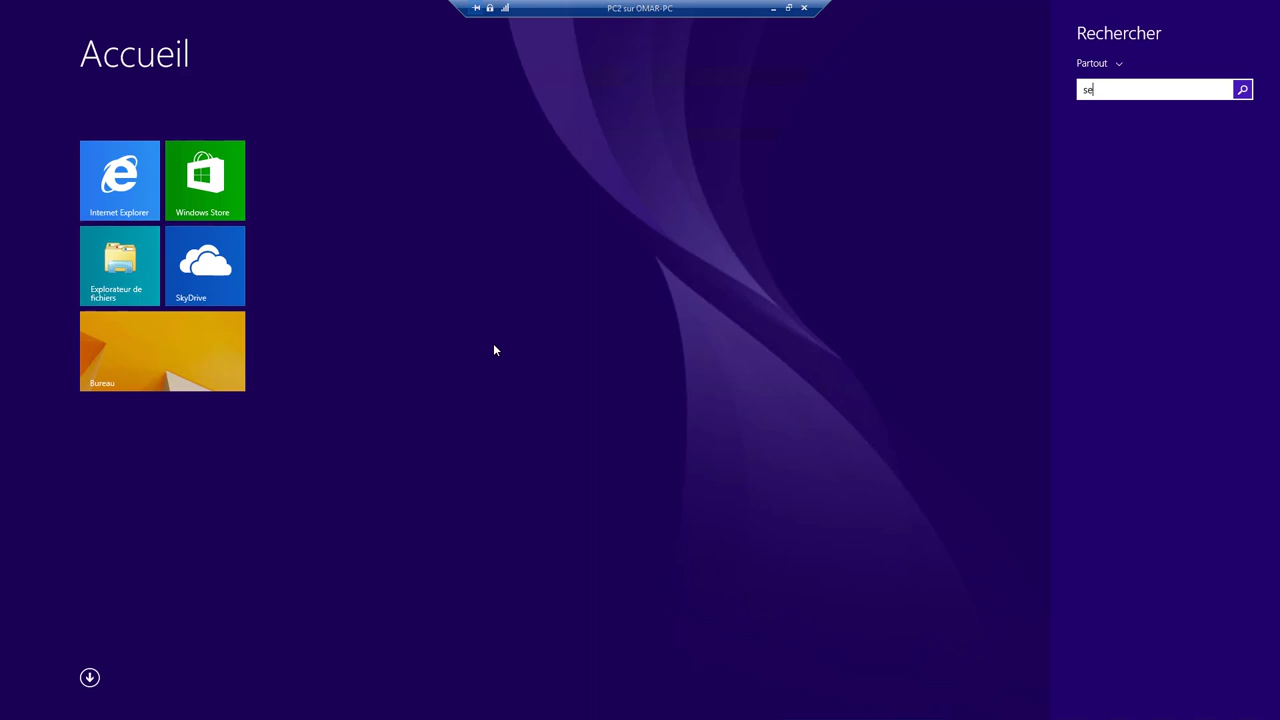 PC2 sur OMAR-PC
Accueil
Rechercher
Partout
se
Internet Explorer
Windows Store
Explorateur de
fichiers
SkyDrive
Bureau